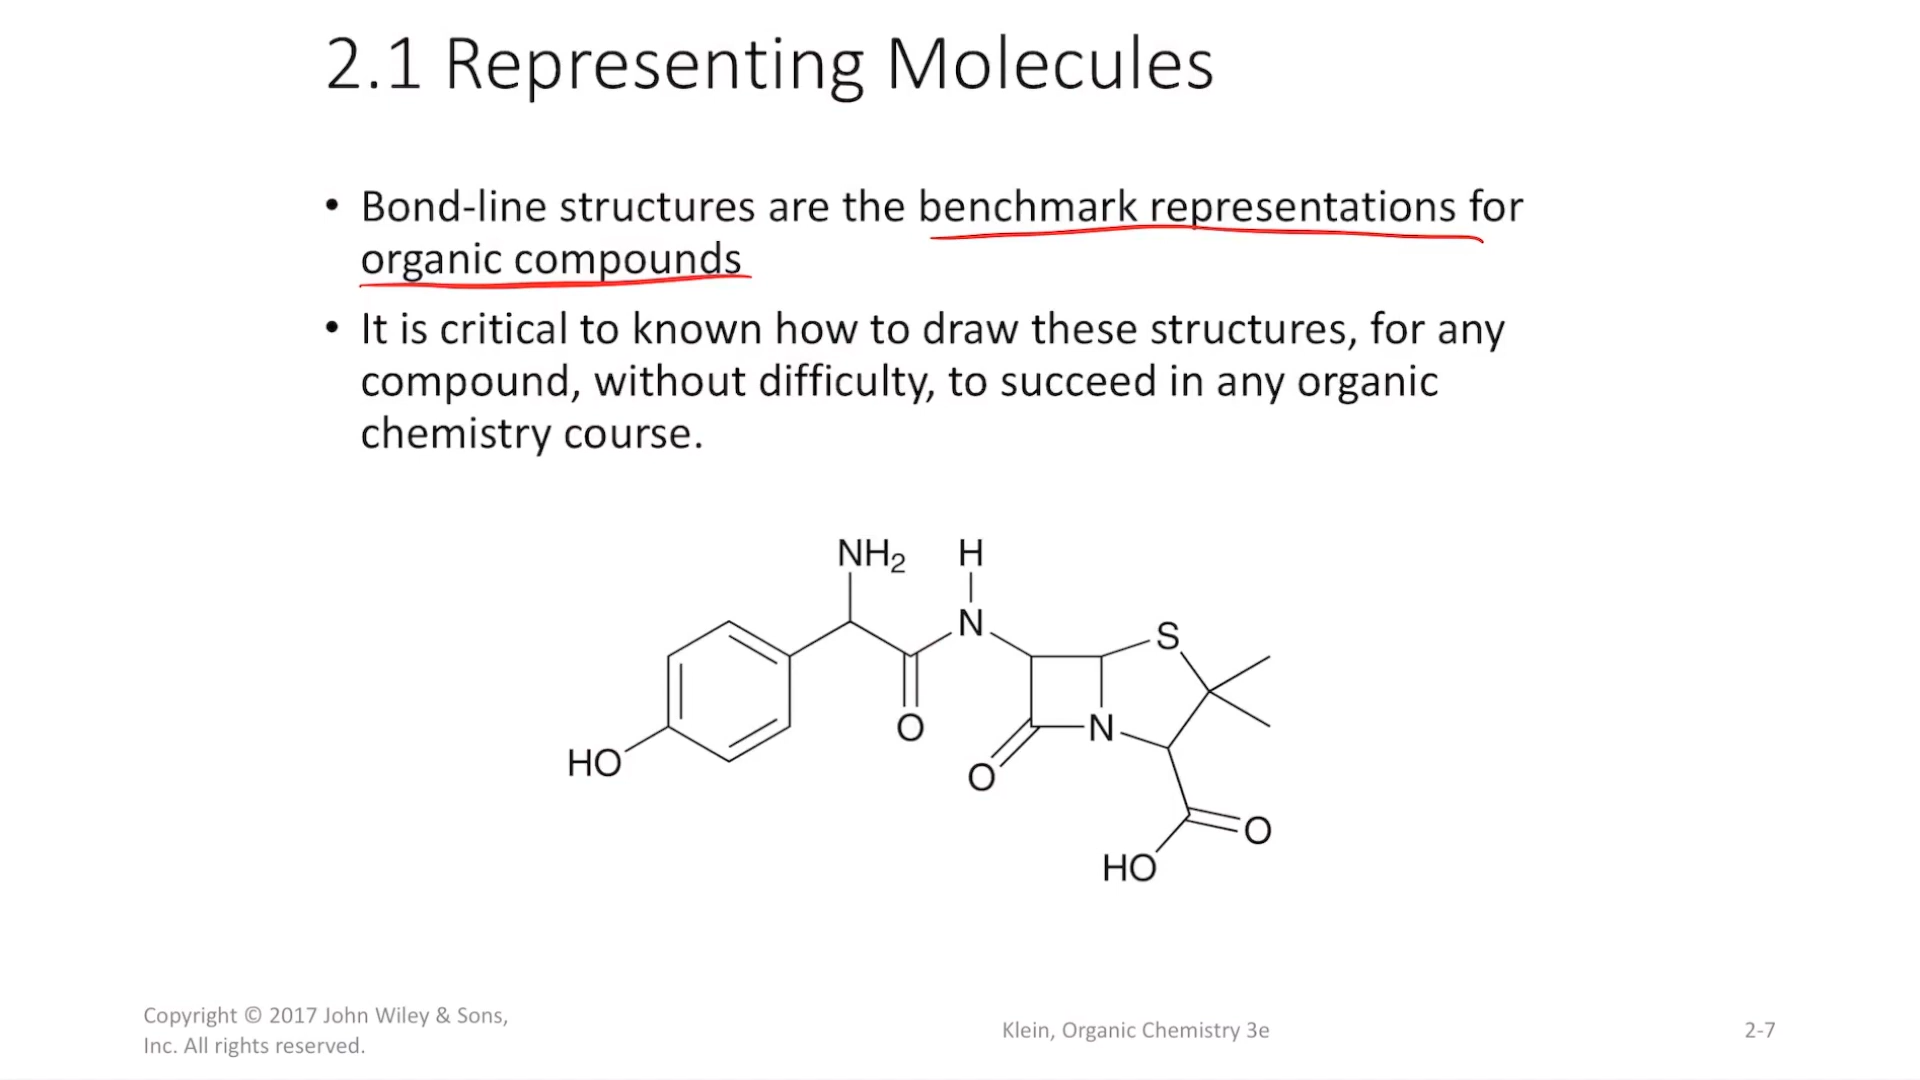 2.1 Representing Molecules
• Bond-line structures are the benchmark representations for
organic compounds
• It is critical to known how to draw these structures, for any
compound, without difficulty, to succeed in any organic
chemistry course.
NH₂ H
N
S
O
N
HO
O
O
HO
Copyright © 2017 John Wiley & Sons,
Inc. All rights reserved.
Klein, Organic Chemistry 3e
2-7